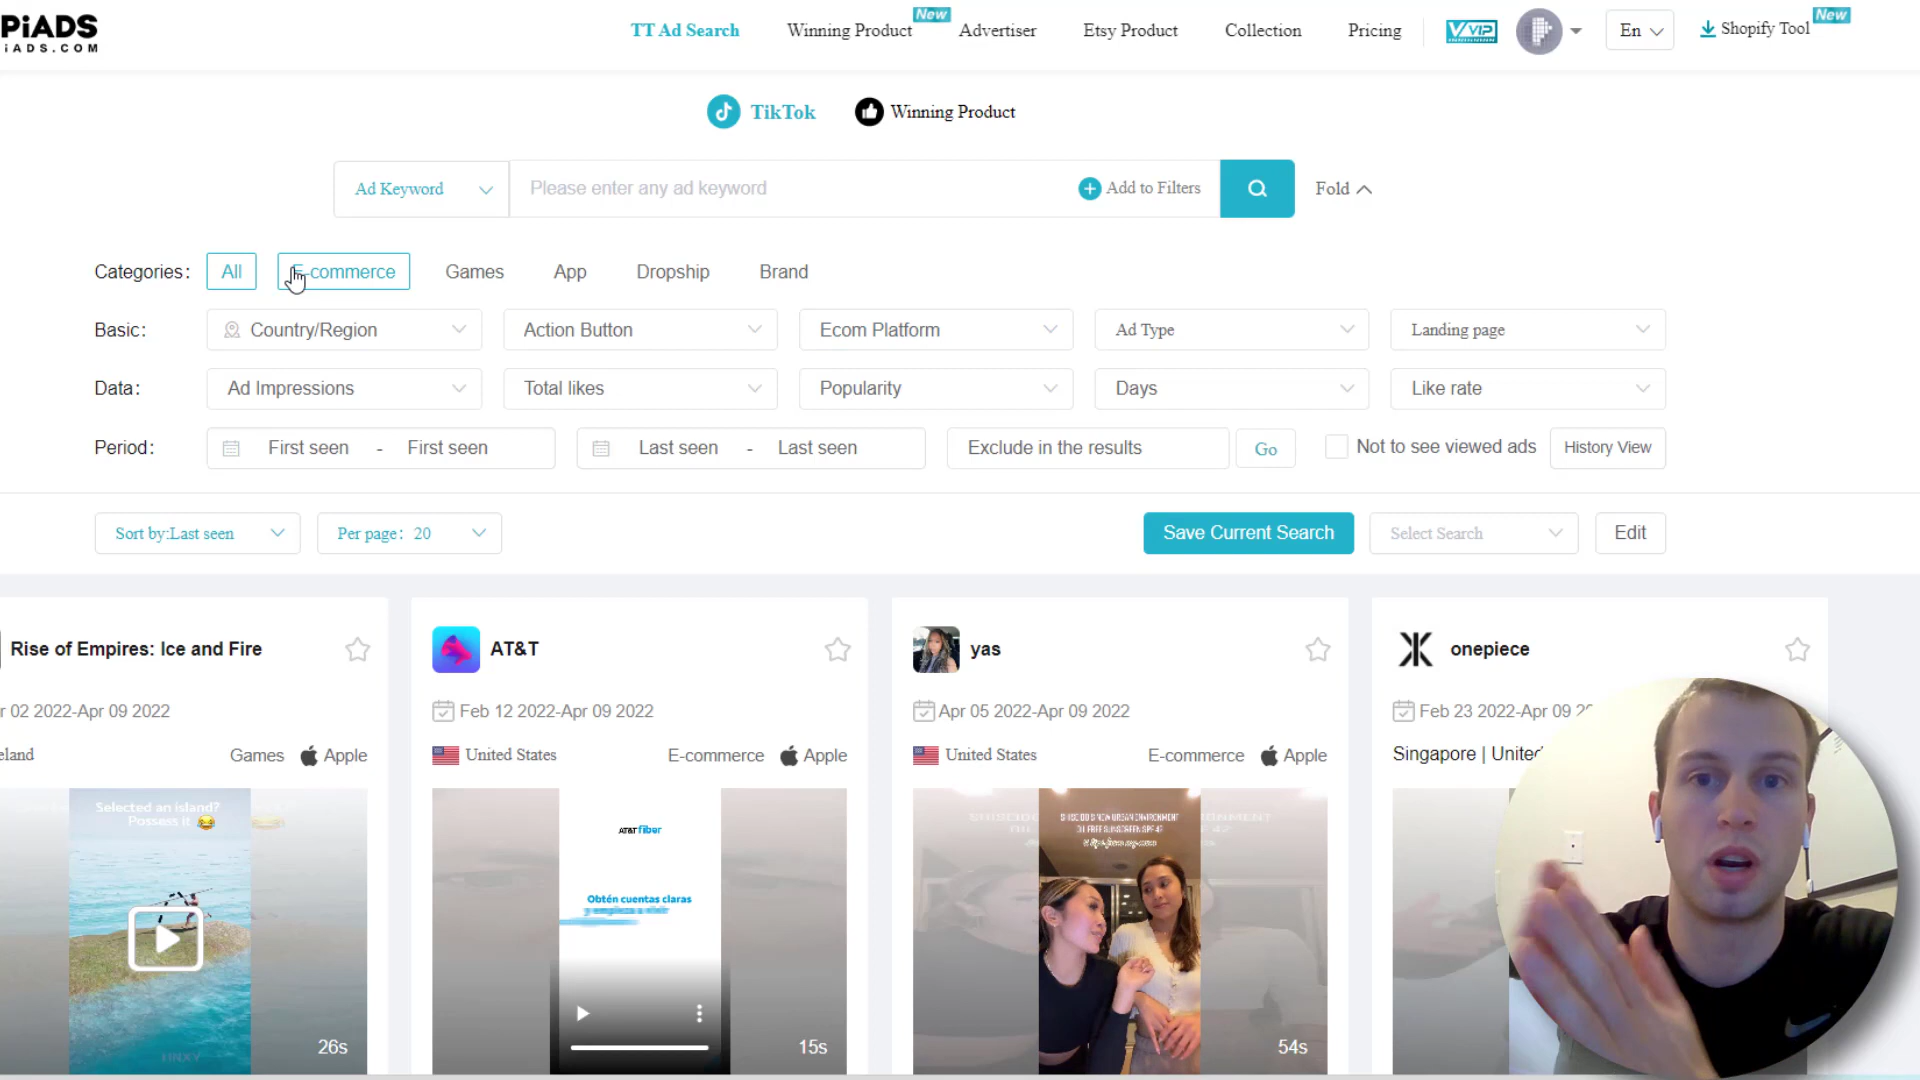 PiADS
iADS.COM
TT Ad Search
Winning Product
New
Advertiser
Etsy Product
Collection
Pricing
VIP
En
Shopify Tool
New
TikTok
Winning Product
Ad Keyword
Please enter any ad keyword
Add to Filters
Fold
Categories:
All
E-commerce
Games
App
Dropship
Brand
Basic:
Country/Region
Action Button
Ecom Platform
Ad Type
Landing page
Data:
Ad Impressions
Total likes
Popularity
Days
Like rate
Period:
First seen - First seen
Last seen - Last seen
Exclude in the results
Go
Not to see viewed ads
History View
Sort by:Last seen
Per page: 20
Save Current Search
Select Search
Edit
Rise of Empires: Ice and Fire
r 02 2022-Apr 09 2022
eland
Games
Apple
Selected an island?
Possess it
26s
AT&T
Feb 12 2022-Apr 09 2022
United States
E-commerce
Apple
AT&T fiber
Obtén cuentas claras
y empieza a vivir
15s
yas
Apr 05 2022-Apr 09 2022
United States
E-commerce
Apple
54s
onepiece
Feb 23 2022-Apr 09 2
Singapore | United